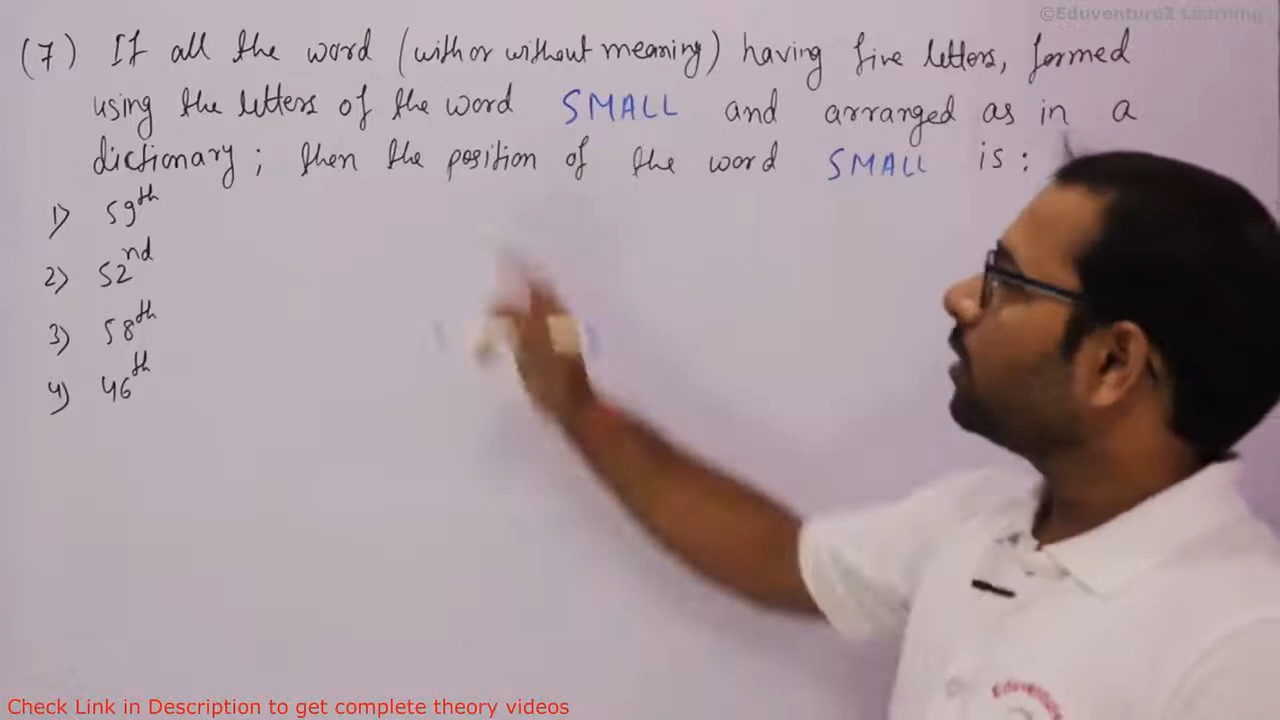 ©EduventureZ Learning
(7) If all the word (with or without meaning) having five letters, formed
using the letters of the word SMALL and arranged as in a
dictionary; then the position of the word SMALL is:
1) 59th
2) 52nd
3) 58th
4) 46th
Check Link in Description to get complete theory videos